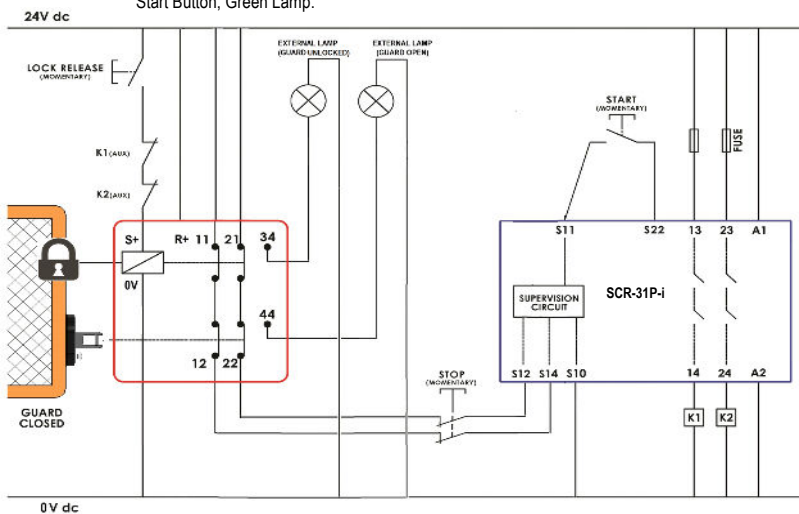 Start Button, Green Lamp.
24V dc
LOCK RELEASE
(MOMENTARY)
EXTERNAL LAMP
(GUARD UNLOCKED)
EXTERNAL LAMP
(GUARD OPEN)
START
(MOMENTARY)
FUSE
K1(AUX)
K2(AUX)
S+ R+ 11 21 34
0V
44
12 22
GUARD
CLOSED
S11 S22 13 23 A1
SUPERVISION
CIRCUIT
SCR-31P-i
STOP
(MOMENTARY)
S12 S14 S10 14 24 A2
K1 K2
0V dc